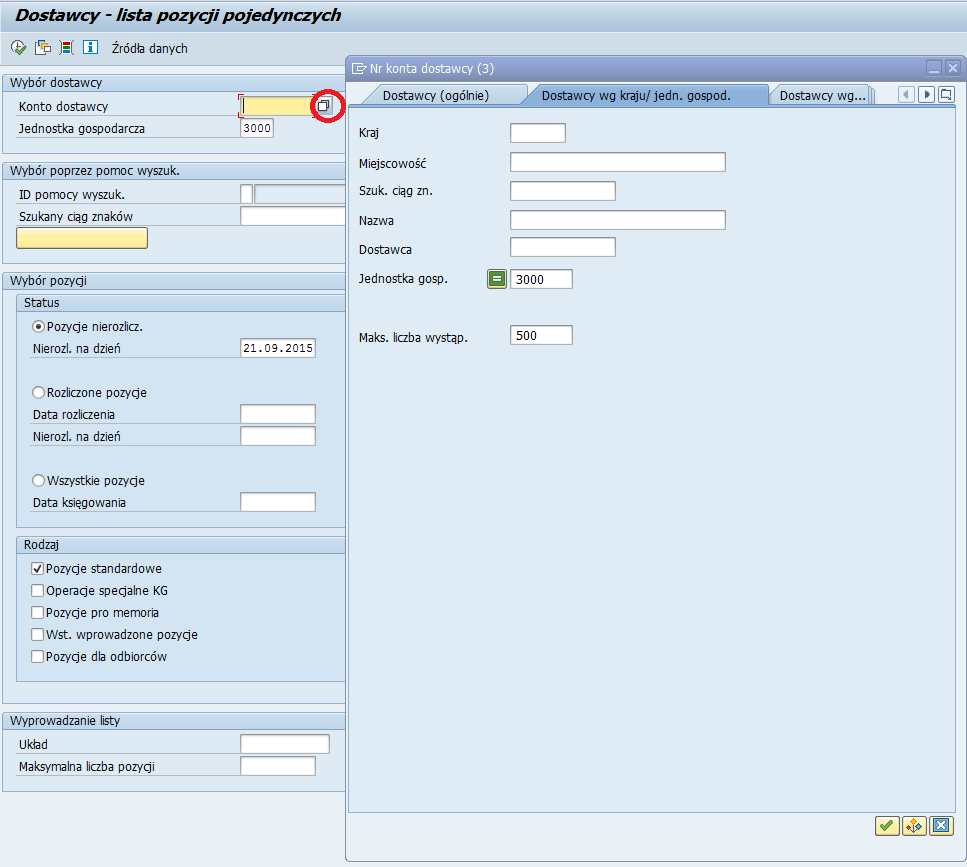 Dostawcy - lista pozycji pojedynczych
Źródła danych
Wybór dostawcy
Konto dostawcy
Jednostka gospodarcza 3000
Wybór poprzez pomoc wyszuk.
ID pomocy wyszuk.
Szukany ciąg znaków
Wybór pozycji
Status
Pozycje nierozlicz.
Nierozl. na dzień 21.09.2015
Rozliczone pozycje
Data rozliczenia
Nierozl. na dzień
Wszystkie pozycje
Data księgowania
Rodzaj
Pozycje standardowe
Operacje specjalne KG
Pozycje pro memoria
Wst. wprowadzone pozycje
Pozycje dla odbiorców
Wyprowadzanie listy
Układ
Maksymalna liczba pozycji
Nr konta dostawcy (3)
Dostawcy (ogólnie) Dostawcy wg kraju/ jedn. gospod. Dostawcy wg...
Kraj
Miejscowość
Szuk. ciąg zn.
Nazwa
Dostawca
Jednostka gosp. 3000
Maks. liczba wystąp. 500